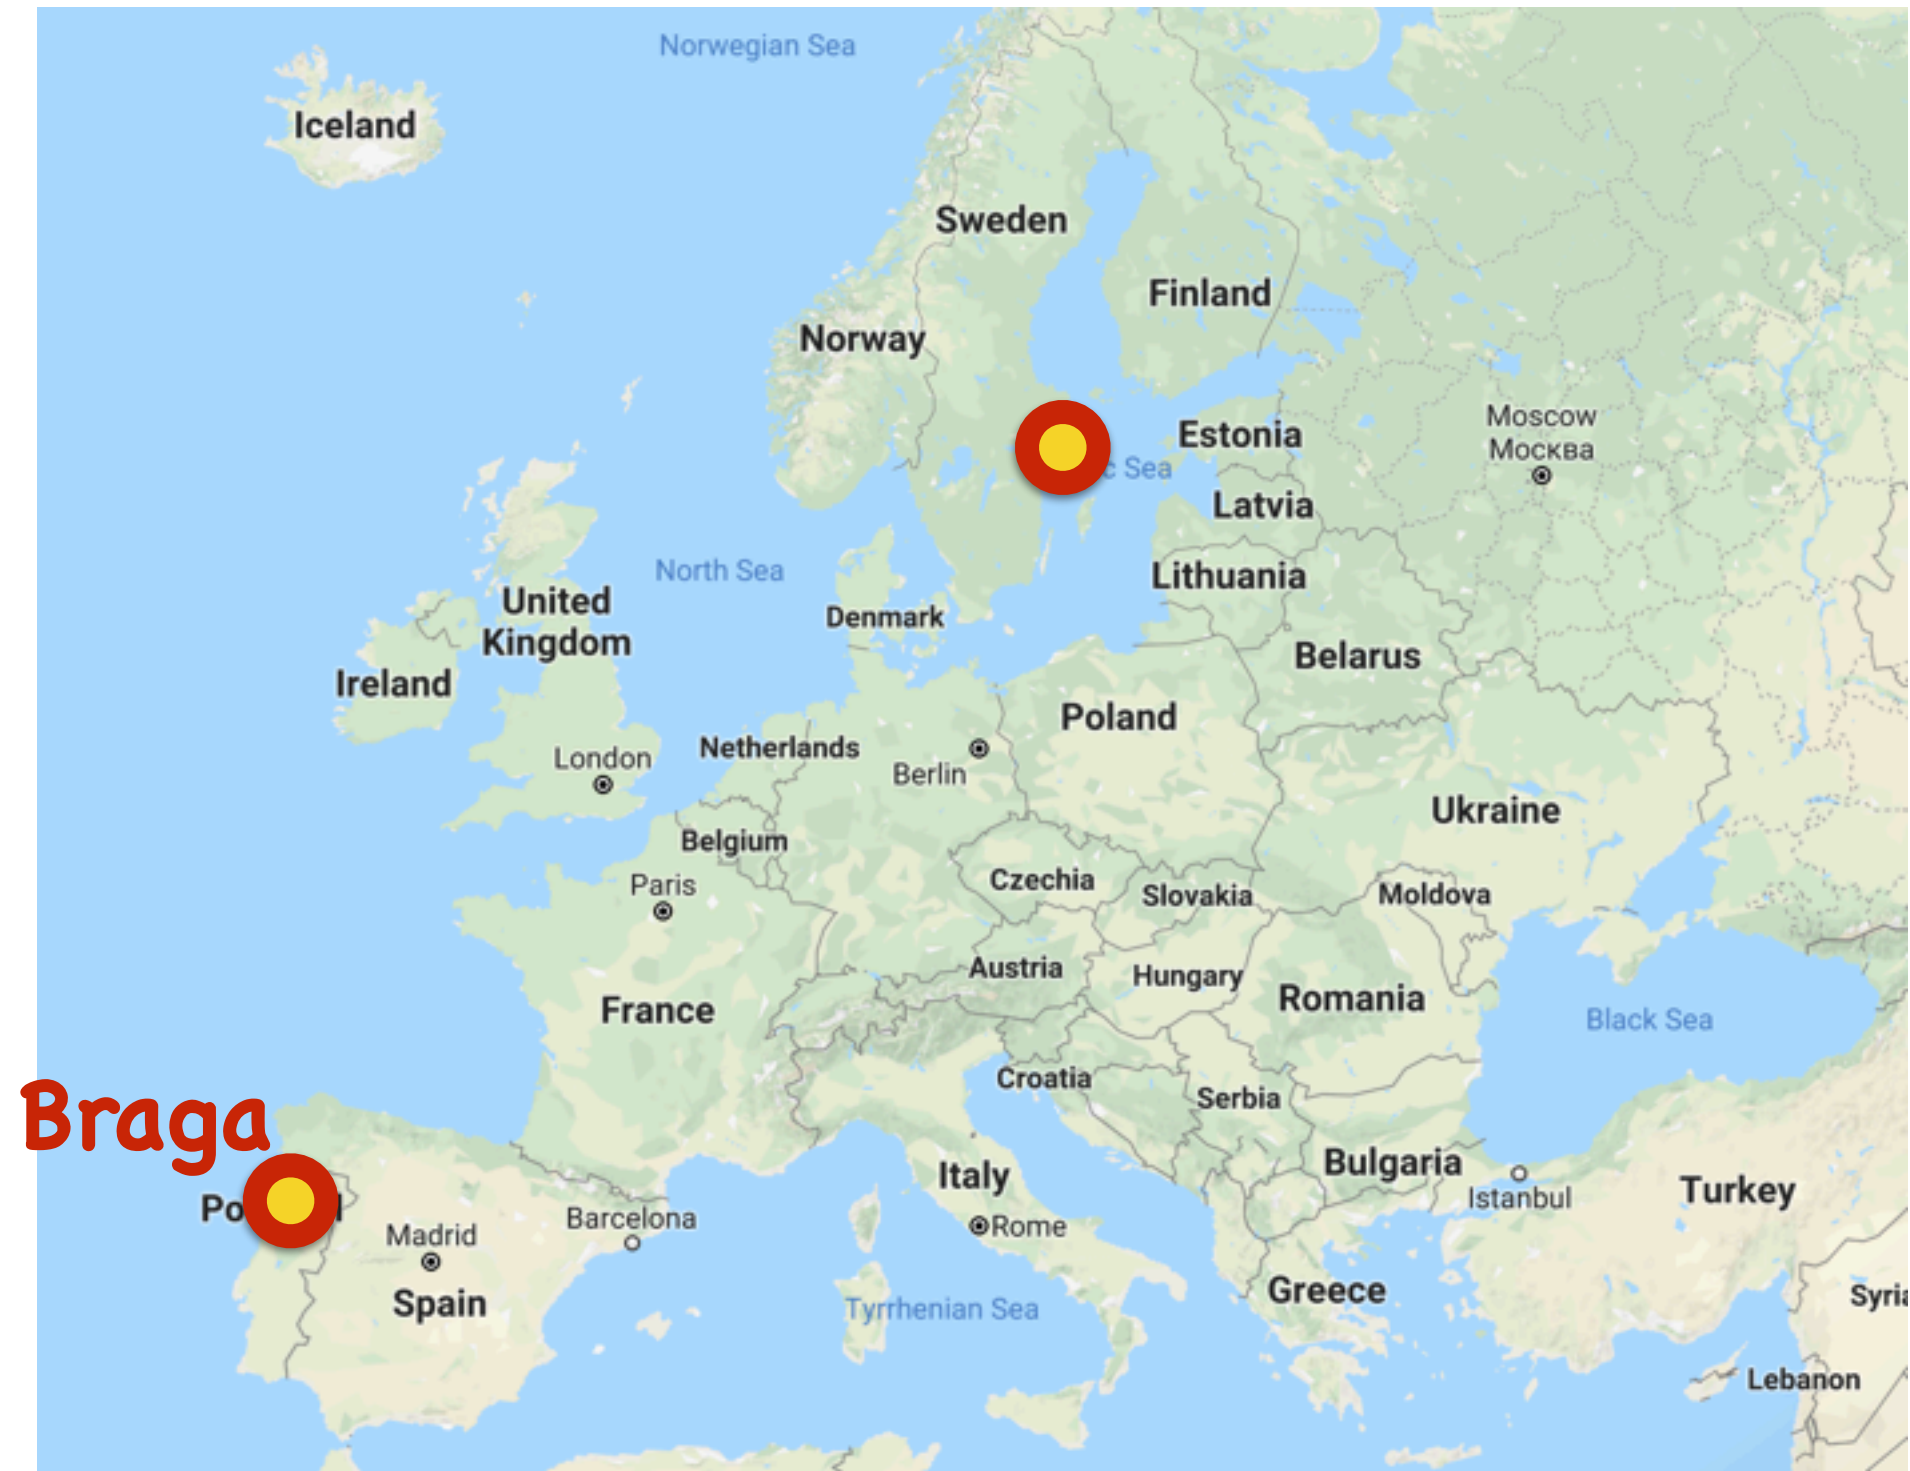 Norwegian Sea
Iceland
Sweden
Finland
Norway
Moscow
Москва
Estonia
c Sea
Latvia
North Sea
Lithuania
United
Kingdom
Denmark
Belarus
Ireland
Poland
Netherlands
London
Berlin
Ukraine
Belgium
Czechia
Paris
Slovakia
Moldova
Austria
Hungary
Romania
France
Black Sea
Croatia
Serbia
Braga
Bulgaria
Italy
Istanbul
Turkey
Po
l
Barcelona
Rome
Madrid
Greece
Spain
Tyrrhenian Sea
Syria
Lebanon